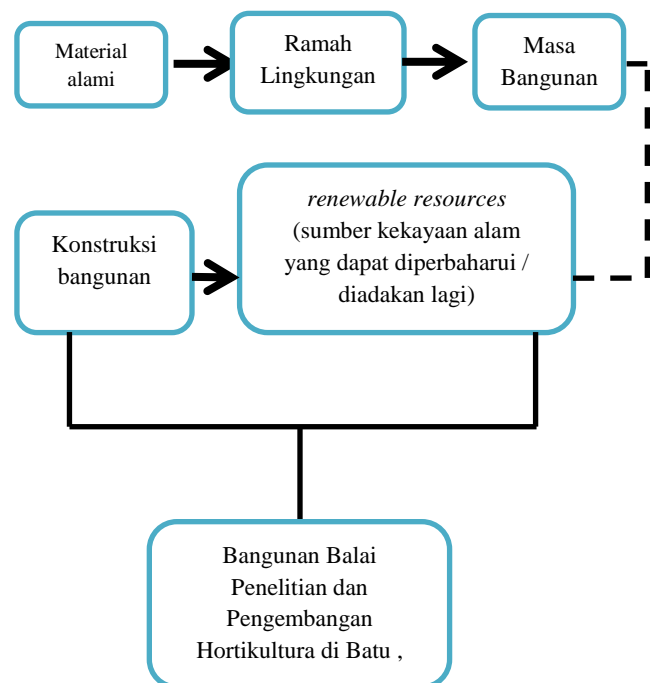 Material
alami
Ramah
Lingkungan
Masa
Bangunan
Konstruksi
bangunan
renewable resources
(sumber kekayaan alam
yang dapat diperbaharui /
diadakan lagi)
Bangunan Balai
Penelitian dan
Pengembangan
Hortikultura di Batu ,